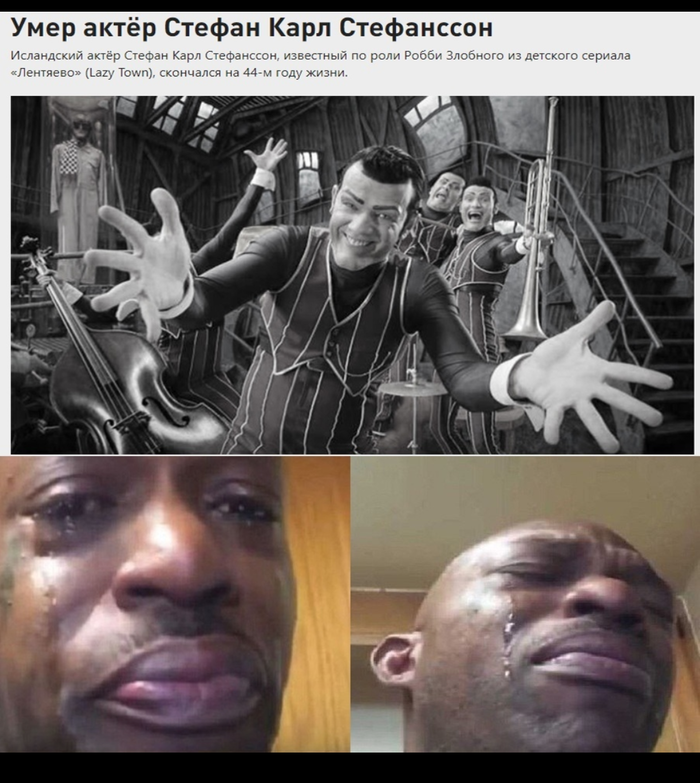 Умер актёр Стефан Карл Стефанссон
Исландский актёр Стефан Карл Стефанссон, известный по роли Робби Злобного из детского сериала
«Лентяево» (Lazy Town), скончался на 44-м году жизни.